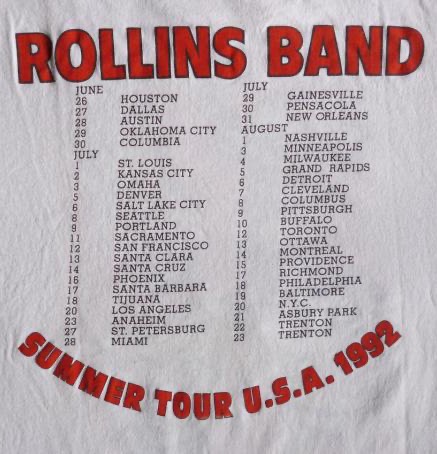 ROLLINS BAND
JUNE
26 HOUSTON
27 DALLAS
28 AUSTIN
29 OKLAHOMA CITY
30 COLUMBIA
JULY
1 ST. LOUIS
2 KANSAS CITY
3 OMAHA
5 DENVER
6 SALT LAKE CITY
8 SEATTLE
9 PORTLAND
11 SACRAMENTO
12 SAN FRANCISCO
13 SANTA CLARA
14 SANTA CRUZ
16 PHOENIX
17 SANTA BARBARA
18 TIJUANA
20 LOS ANGELES
23 ANAHEIM
27 ST. PETERSBURG
28 MIAMI
JULY
29 GAINESVILLE
30 PENSACOLA
31 NEW ORLEANS
AUGUST
1 NASHVILLE
3 MINNEAPOLIS
4 MILWAUKEE
5 GRAND RAPIDS
6 DETROIT
7 CLEVELAND
8 COLUMBUS
9 PITTSBURGH
10 BUFFALO
12 TORONTO
13 OTTAWA
14 MONTREAL
15 PROVIDENCE
17 RICHMOND
18 PHILADELPHIA
19 BALTIMORE
20 N.Y.C.
21 ASBURY PARK
22 TRENTON
23 TRENTON
SUMMER TOUR U.S.A. 1992